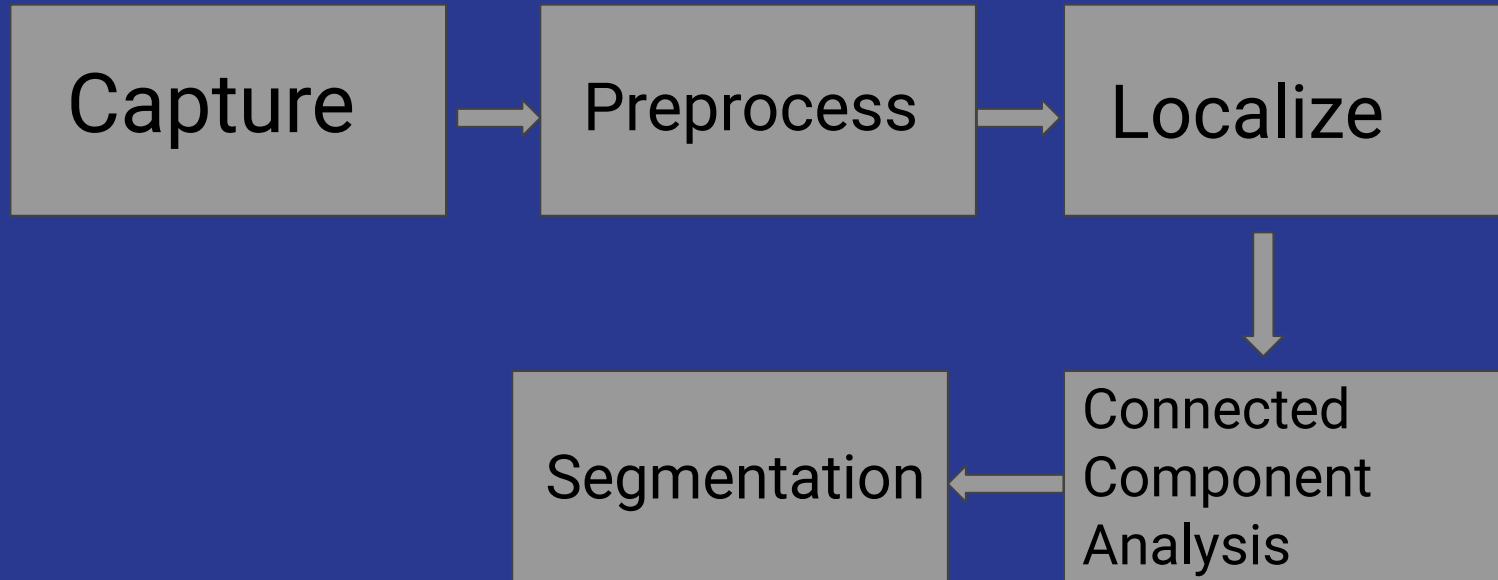 Capture
Preprocess
Localize
Connected
Component
Analysis
Segmentation